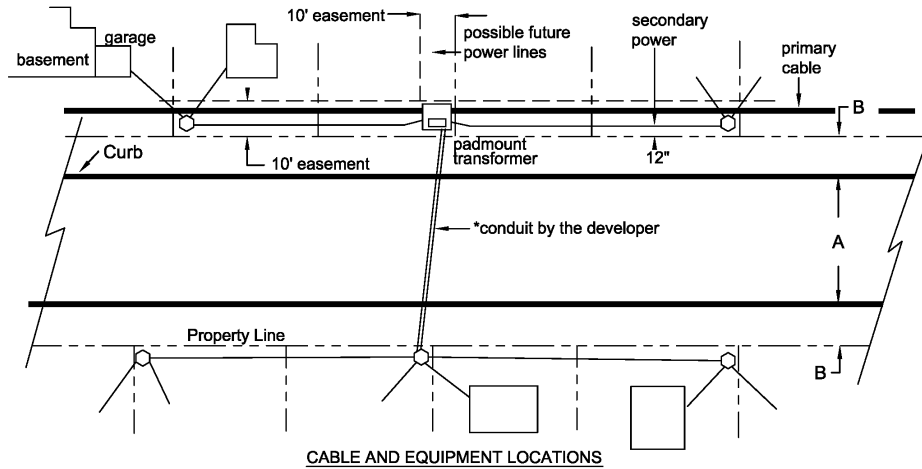 10' easement
garage
basement
possible future
power lines
secondary
power
primary
cable
B
padmount
transformer
12"
10' easement
Curb
*conduit by the developer
A
Property Line
B
CABLE AND EQUIPMENT LOCATIONS